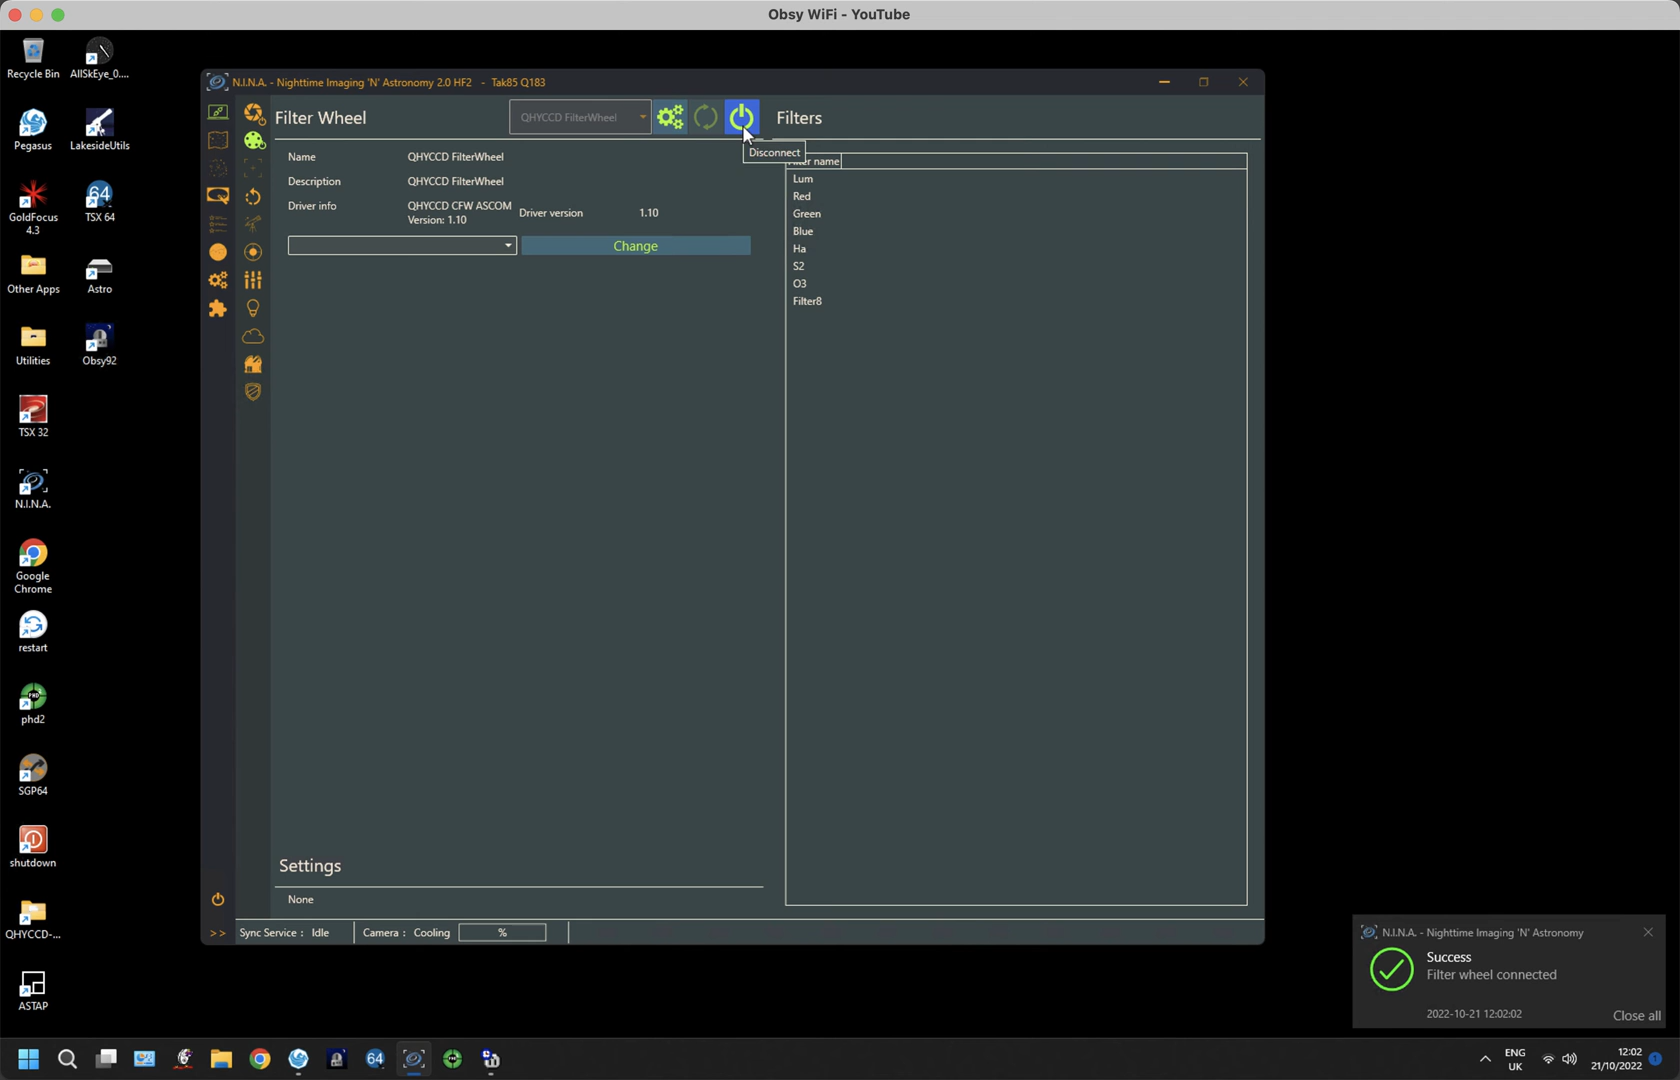 Obsy WiFi - YouTube
Recycle Bin
AllSkEye_0....
Pegasus
LakesideUtils
GoldFocus
4.3
64
TSX 64
Other Apps
Astro
Utilities
Obsy92
TSX 32
N.I.N.A.
Google
Chrome
restart
PHD
phd2
SGP64
shutdown
QHYCCD-...
ASTAP
N.I.N.A. - Nighttime Imaging 'N' Astronomy 2.0 HF2 - Tak85 Q183
Filter Wheel
QHYCCD FilterWheel
Filters
Disconnect
Name
QHYCCD FilterWheel
Description
QHYCCD FilterWheel
Driver info
QHYCCD CFW ASCOM
Version: 1.10
Driver version
1.10
Change
name
Lum
Red
Green
Blue
Ha
S2
O3
Filter8
Settings
None
>>
Sync Service : Idle
Camera : Cooling
%
N.I.N.A. - Nighttime Imaging 'N' Astronomy
Success
Filter wheel connected
2022-10-21 12:02:02
Close all
64
ENG
UK
12:02
21/10/2022
1